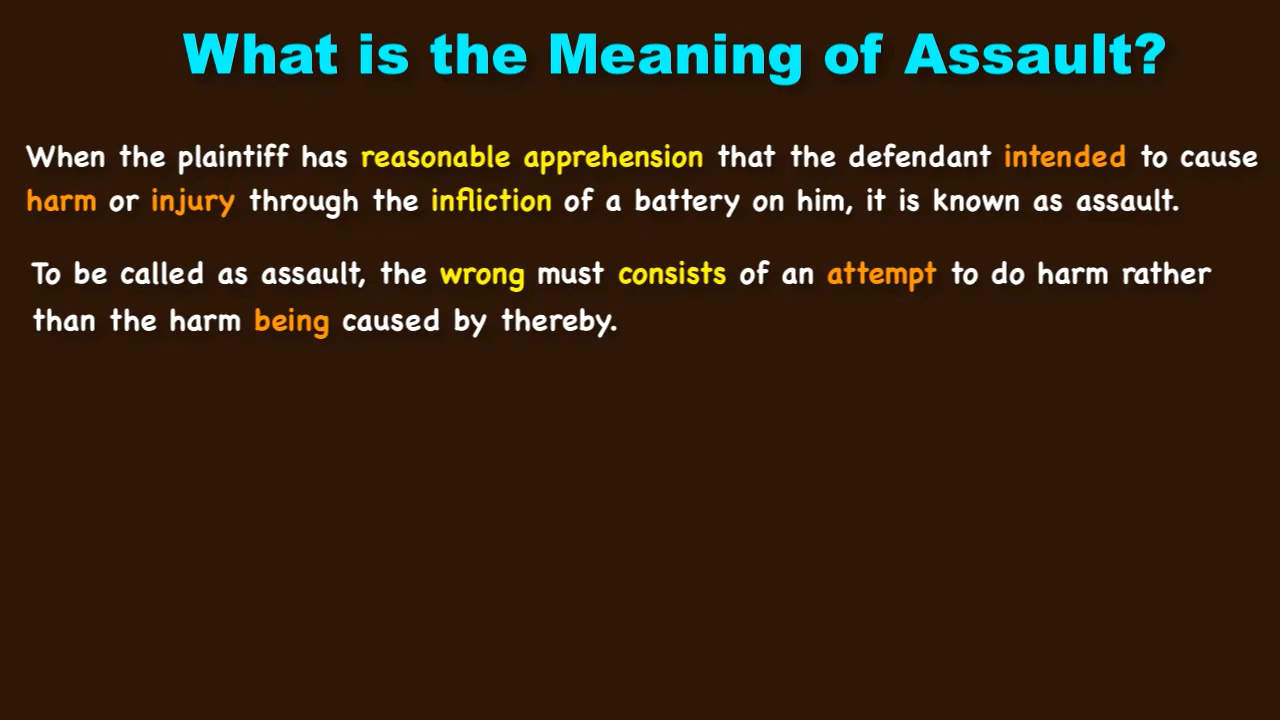 What is the Meaning of Assault?
When the plaintiff has reasonable apprehension that the defendant intended to cause
harm or injury through the infliction of a battery on him, it is known as assault.
To be called as assault, the wrong must consists of an attempt to do harm rather
than the harm being caused by thereby.